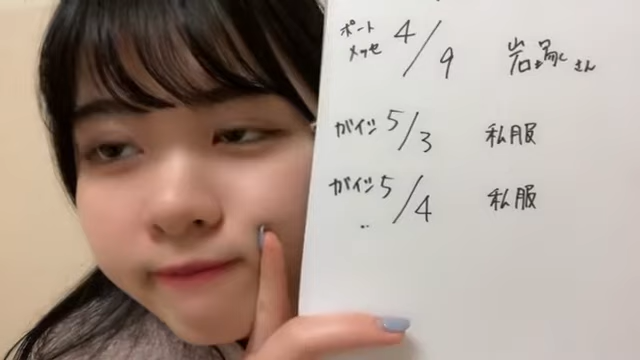 ポートメッセ 4/9 岩塚さん
ガイシ 5/3 私服
ガイシ 5/4 私服